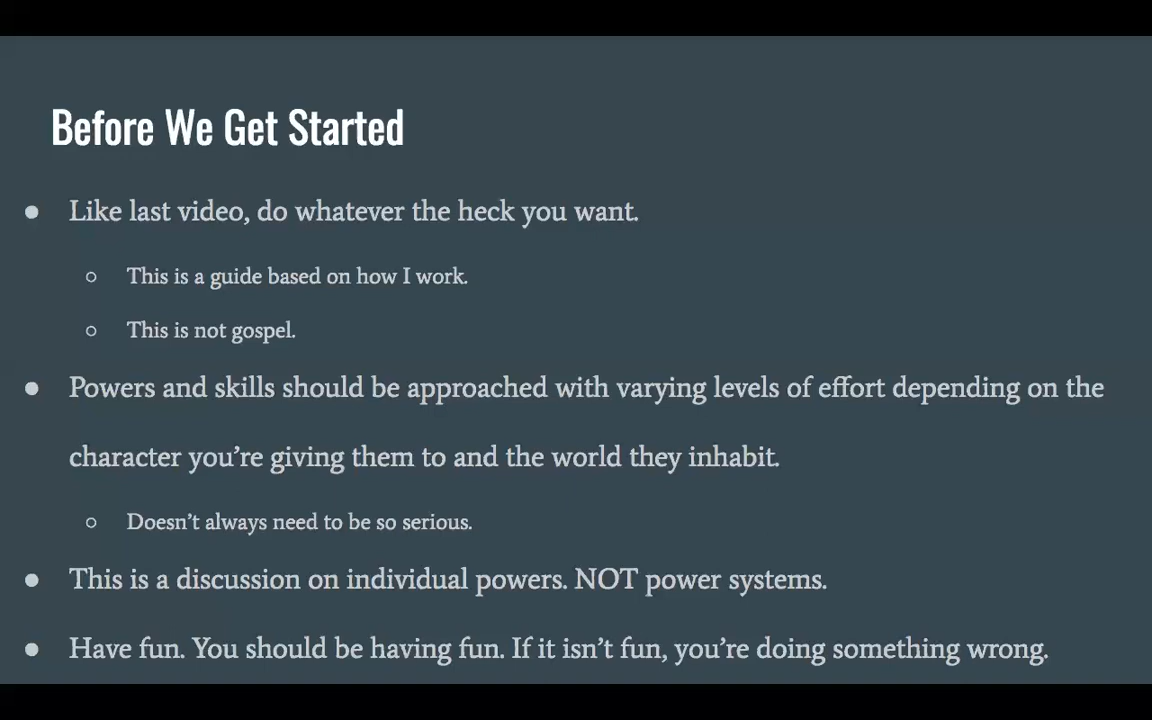 Before We Get Started
● Like last video, do whatever the heck you want.
○ This is a guide based on how I work.
○ This is not gospel.
● Powers and skills should be approached with varying levels of effort depending on the
character you’re giving them to and the world they inhabit.
○ Doesn’t always need to be so serious.
● This is a discussion on individual powers. NOT power systems.
● Have fun. You should be having fun. If it isn’t fun, you’re doing something wrong.